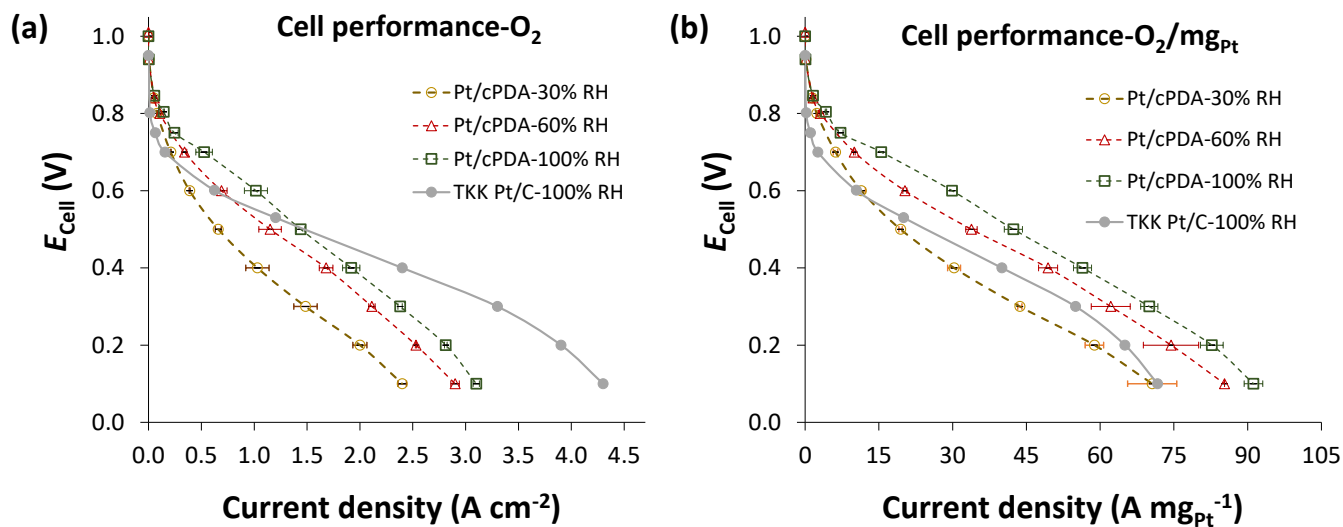 (a)
Cell performance-O₂
1.0
0.8
0.6
0.4
0.2
0.0
E_Cell (V)
Pt/cPDA-30% RH
Pt/cPDA-60% RH
Pt/cPDA-100% RH
TKK Pt/C-100% RH
0.0 0.5 1.0 1.5 2.0 2.5 3.0 3.5 4.0 4.5
Current density (A cm⁻²)
(b)
Cell performance-O₂/mg_Pt
1.0
0.8
0.6
0.4
0.2
0.0
E_Cell (V)
Pt/cPDA-30% RH
Pt/cPDA-60% RH
Pt/cPDA-100% RH
TKK Pt/C-100% RH
0 15 30 45 60 75 90 105
Current density (A mg_Pt⁻¹)